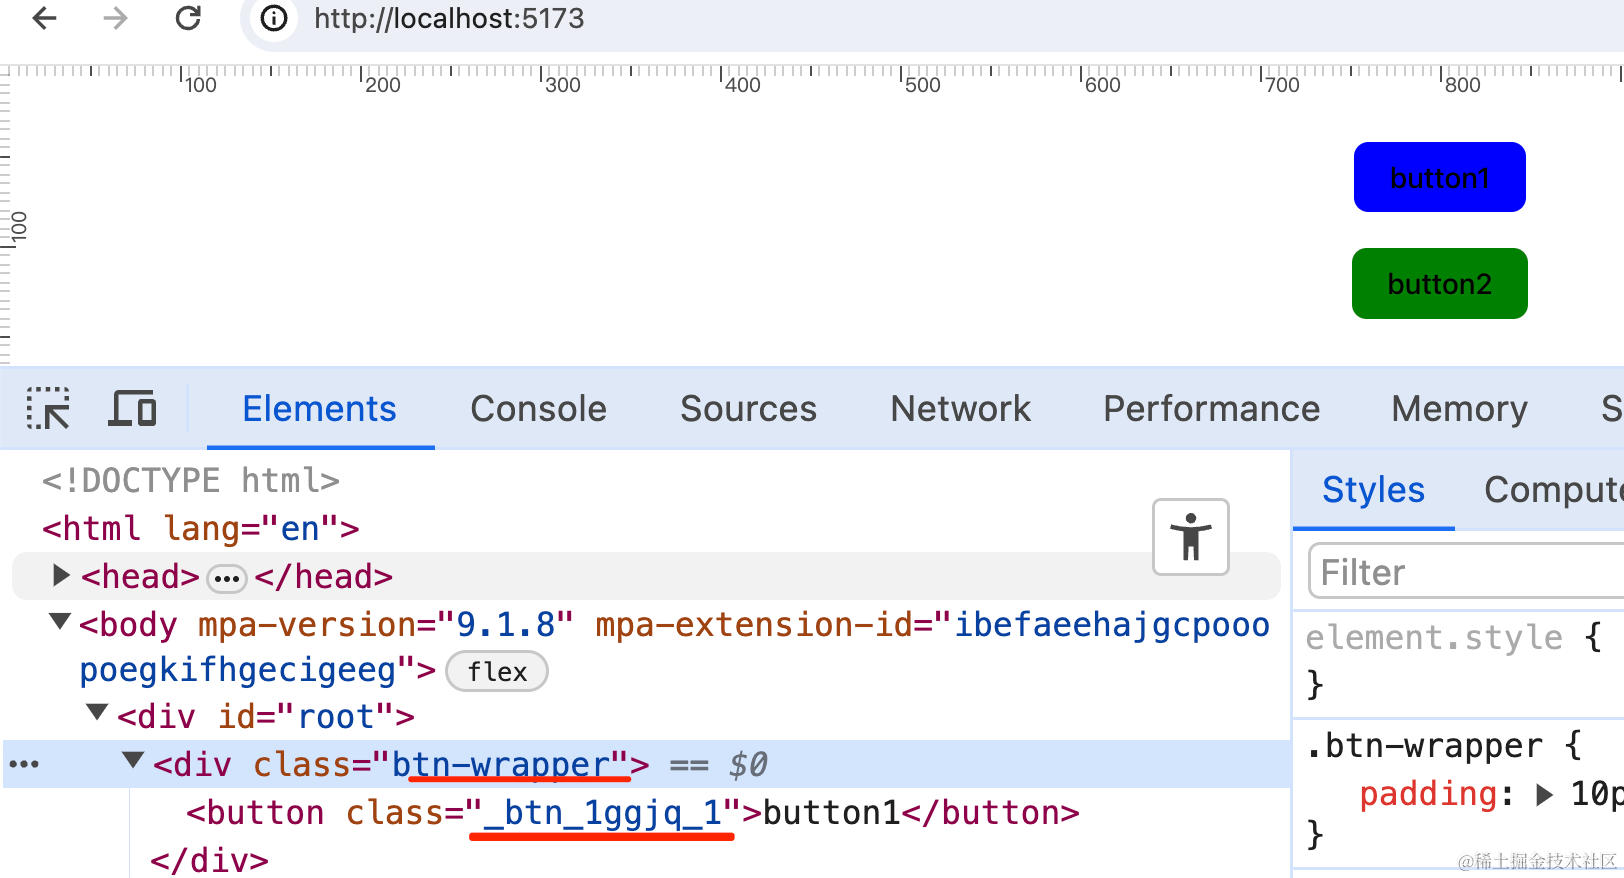 http://localhost:5173
100 200 300 400 500 600 700 800
100
button1
button2
Elements Console Sources Network Performance Memory S
<!DOCTYPE html>
<html lang="en">
<head> ••• </head>
<body mpa-version="9.1.8" mpa-extension-id="ibefaeehajgcpooo
poegkifhgecigeeg"> flex
<div id="root">
••• <div class="btn-wrapper"> == $0
<button class="_btn_1ggjq_1">button1</button>
</div>
Styles Compute
Filter
element.style {
}
.btn-wrapper {
padding: 10p
}
@稀土掘金技术社区